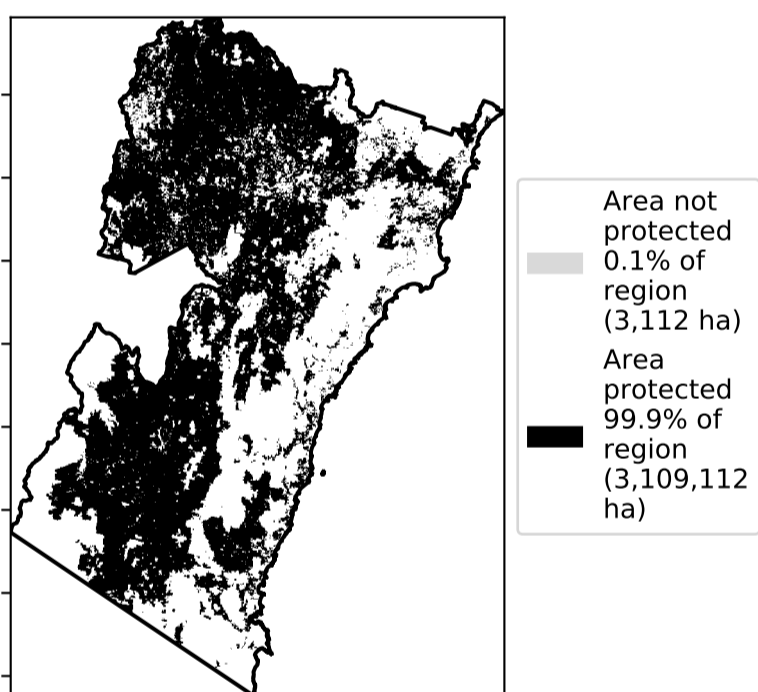 Area not
protected
0.1% of
region
(3,112 ha)
Area
protected
99.9% of
region
(3,109,112
ha)